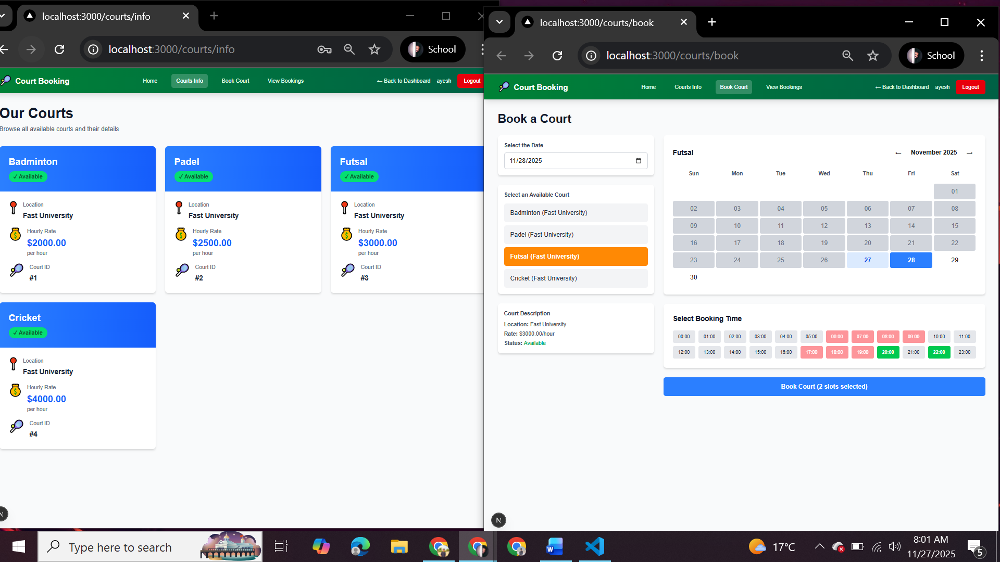 localhost:3000/courts/info
localhost:3000/courts/info
School
Court Booking
Home
Courts Info
Book Court
View Bookings
← Back to Dashboard
ayesh
Logout
Our Courts
Browse all available courts and their details
Badminton
✓ Available
Location
Fast University
Hourly Rate
$2000.00
per hour
Court ID
#1
Padel
✓ Available
Location
Fast University
Hourly Rate
$2500.00
per hour
Court ID
#2
Futsal
✓ Available
Location
Fast University
Hourly Rate
$3000.00
per hour
Court ID
#3
Cricket
✓ Available
Location
Fast University
Hourly Rate
$4000.00
per hour
Court ID
#4
N
localhost:3000/courts/book
localhost:3000/courts/book
School
Court Booking
Home
Courts Info
Book Court
View Bookings
← Back to Dashboard
ayesh
Logout
Book a Court
Select the Date
11/28/2025
Select an Available Court
Badminton (Fast University)
Padel (Fast University)
Futsal (Fast University)
Cricket (Fast University)
Court Description
Location: Fast University
Rate: $3000.00/hour
Status: Available
Futsal
← November 2025 →
Sun Mon Tue Wed Thu Fri Sat
01
02 03 04 05 06 07 08
09 10 11 12 13 14 15
16 17 18 19 20 21 22
23 24 25 26 27 28 29
30
Select Booking Time
00:00 01:00 02:00 03:00 04:00 05:00 06:00 07:00 08:00 09:00 10:00 11:00
12:00 13:00 14:00 15:00 16:00 17:00 18:00 19:00 20:00 21:00 22:00 23:00
Book Court (2 slots selected)
N
Type here to search
W
17°C
8:01 AM
11/27/2025
5